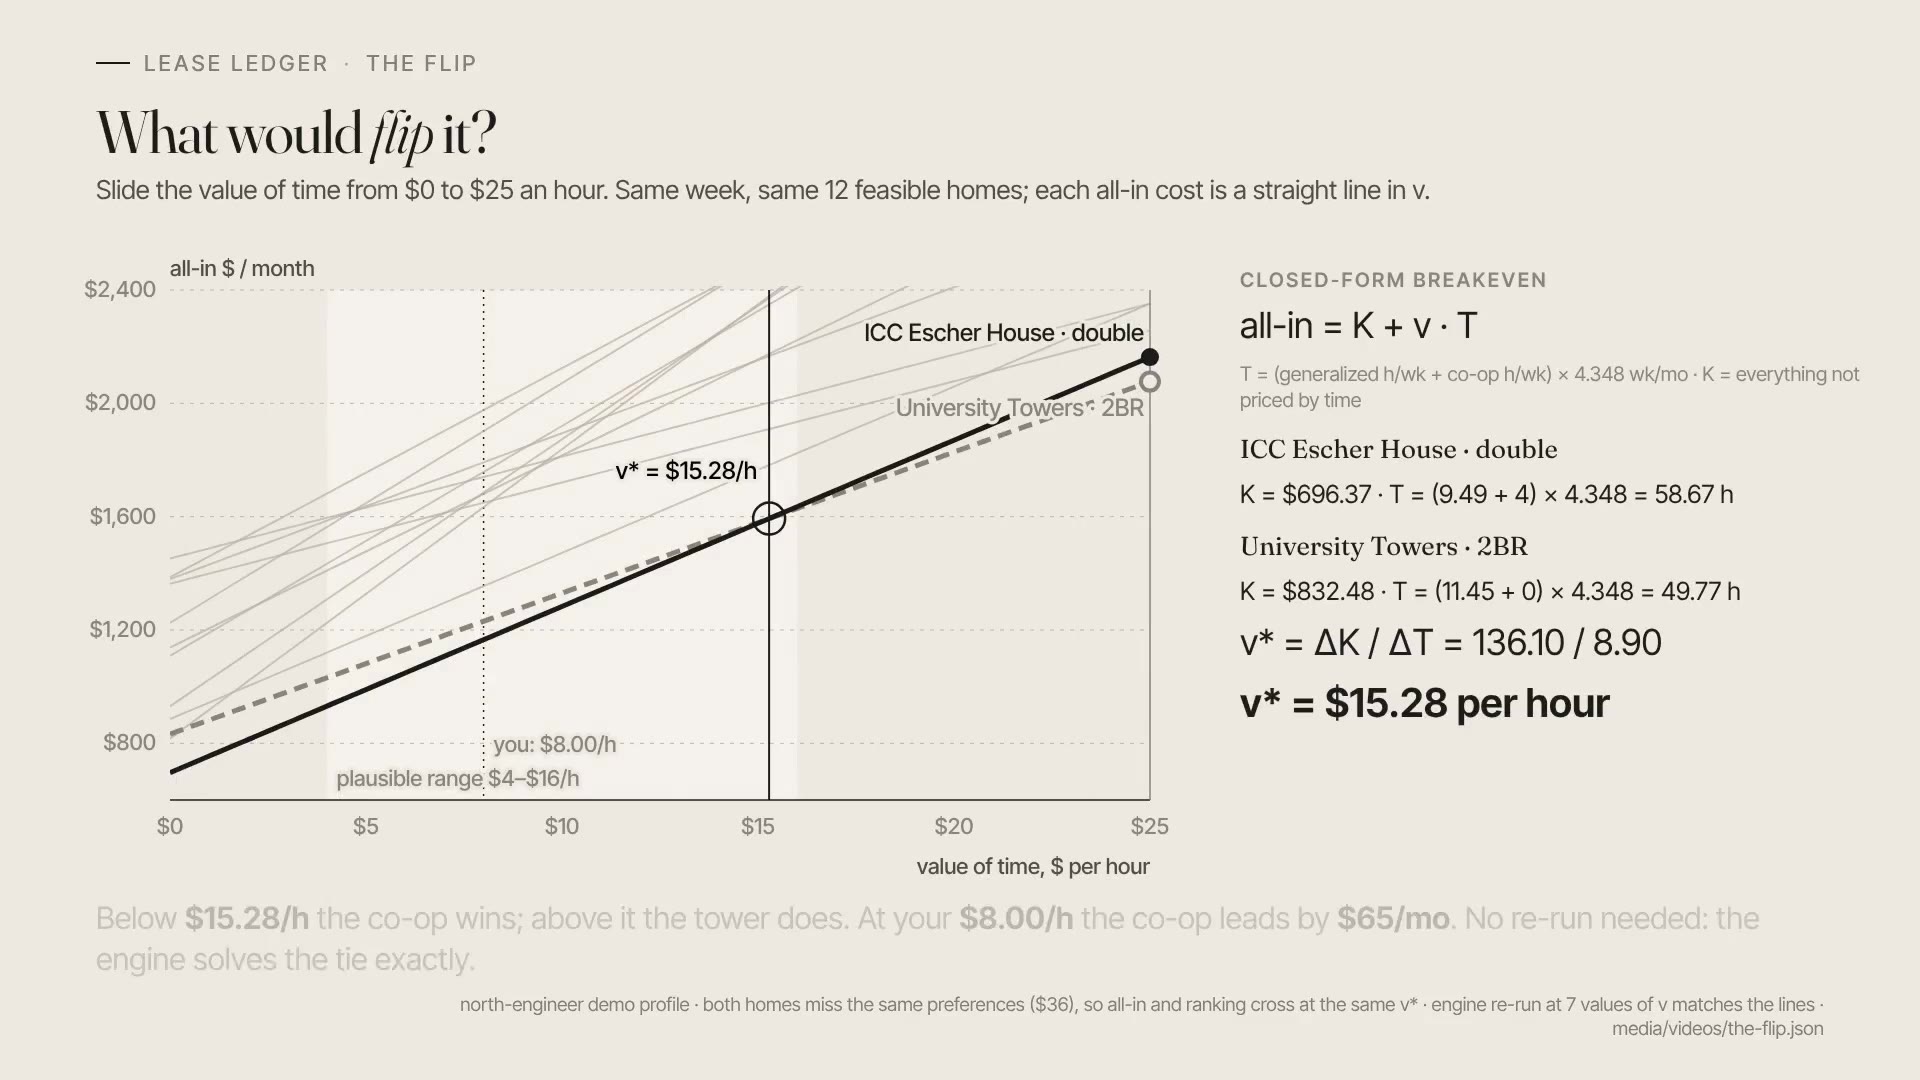 LEASE LEDGER · THE FLIP
What would flip it?
Slide the value of time from $0 to $25 an hour. Same week, same 12 feasible homes; each all-in cost is a straight line in v.
all-in $ / month
$2,400
$2,000
$1,600
$1,200
$800
ICC Escher House · double
University Towers · 2BR
v* = $15.28/h
you: $8.00/h
plausible range $4–$16/h
$0
$5
$10
$15
$20
$25
value of time, $ per hour
CLOSED-FORM BREAKEVEN
all-in = K + v · T
T = (generalized h/wk + co-op h/wk) × 4.348 wk/mo · K = everything not
priced by time
ICC Escher House · double
K = $696.37 · T = (9.49 + 4) × 4.348 = 58.67 h
University Towers · 2BR
K = $832.48 · T = (11.45 + 0) × 4.348 = 49.77 h
v* = ΔK / ΔT = 136.10 / 8.90
v* = $15.28 per hour
Below $15.28/h the co-op wins; above it the tower does. At your $8.00/h the co-op leads by $65/mo. No re-run needed: the
engine solves the tie exactly.
north-engineer demo profile · both homes miss the same preferences ($36), so all-in and ranking cross at the same v* · engine re-run at 7 values of v matches the lines ·
media/videos/the-flip.json